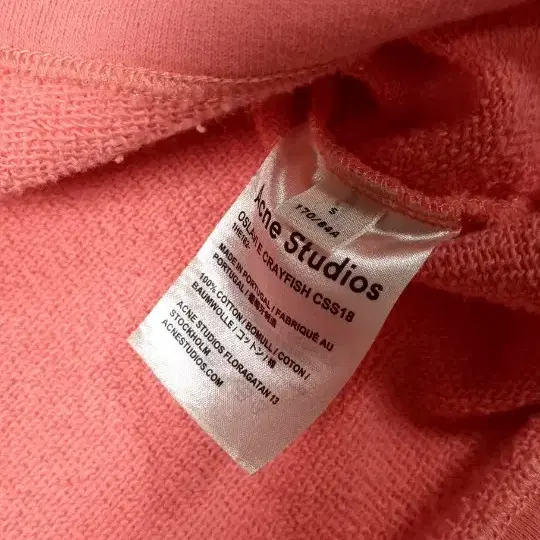 S
170/84A
Acne Studios
OSLAVI E CRAYFISH CSS18
MADE IN PORTUGAL / FABRIQUÉ AU
PORTUGAL /
100% COTTON / BOMULL / COTON /
BAUMWOLLE / コットン / 棉
ACNE STUDIOS FLORAGATAN 13
STOCKHOLM
ACNESTUDIOS.COM